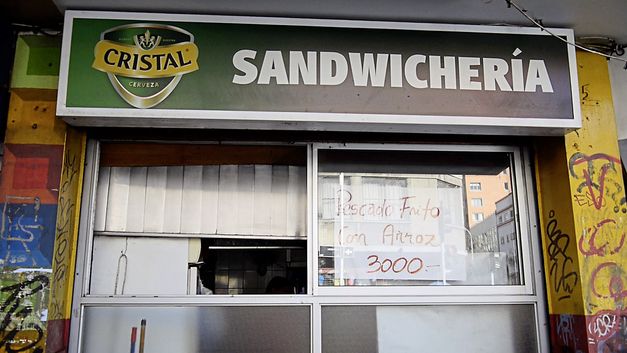 CRISTAL
CERVEZA
SANDWICHERÍA
Pescado Frito
Con Arroz
3000.-